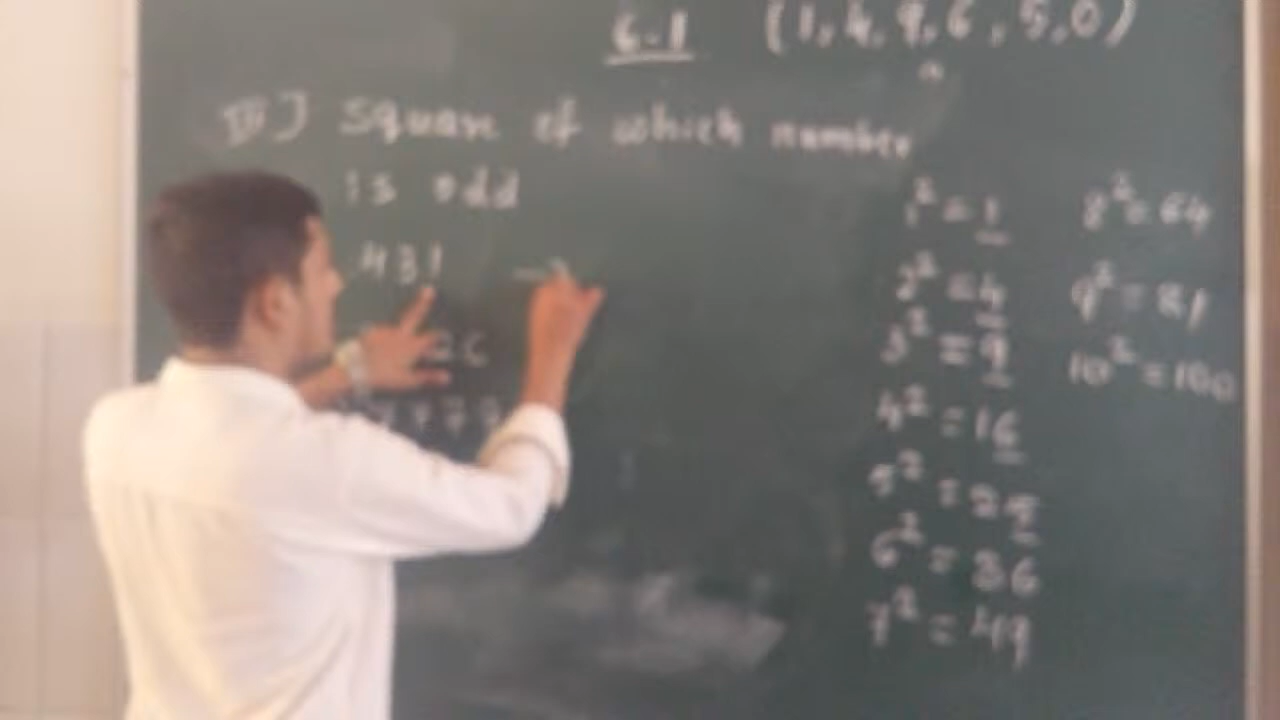 6.1 (1, 4, 9, 6, 5, 0)
III) Square of which number
is odd
431
1² = 1
2² = 4
3² = 9
4² = 16
5² = 25
6² = 36
7² = 49
8² = 64
9² = 81
10² = 100